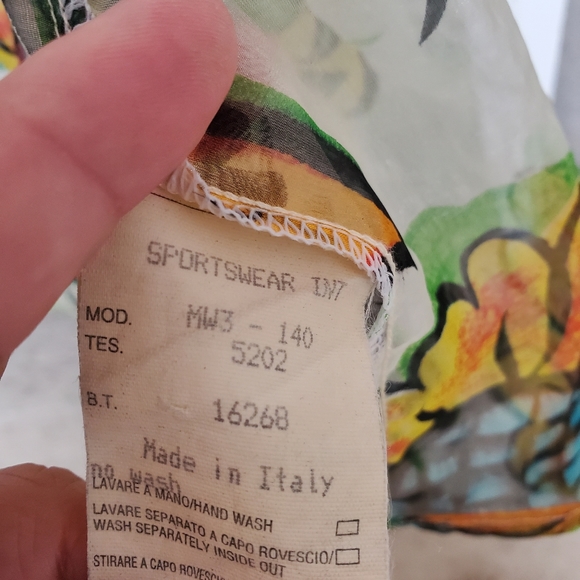 SPORTSWEAR INT
MOD. MW3 - 140
TES. 5202
B.T. 16268
Made in Italy
no wash
LAVARE A MANO/HAND WASH
LAVARE SEPARATO A CAPO ROVESCIO/
WASH SEPARATELY INSIDE OUT
STIRARE A CAPO ROVESCIO